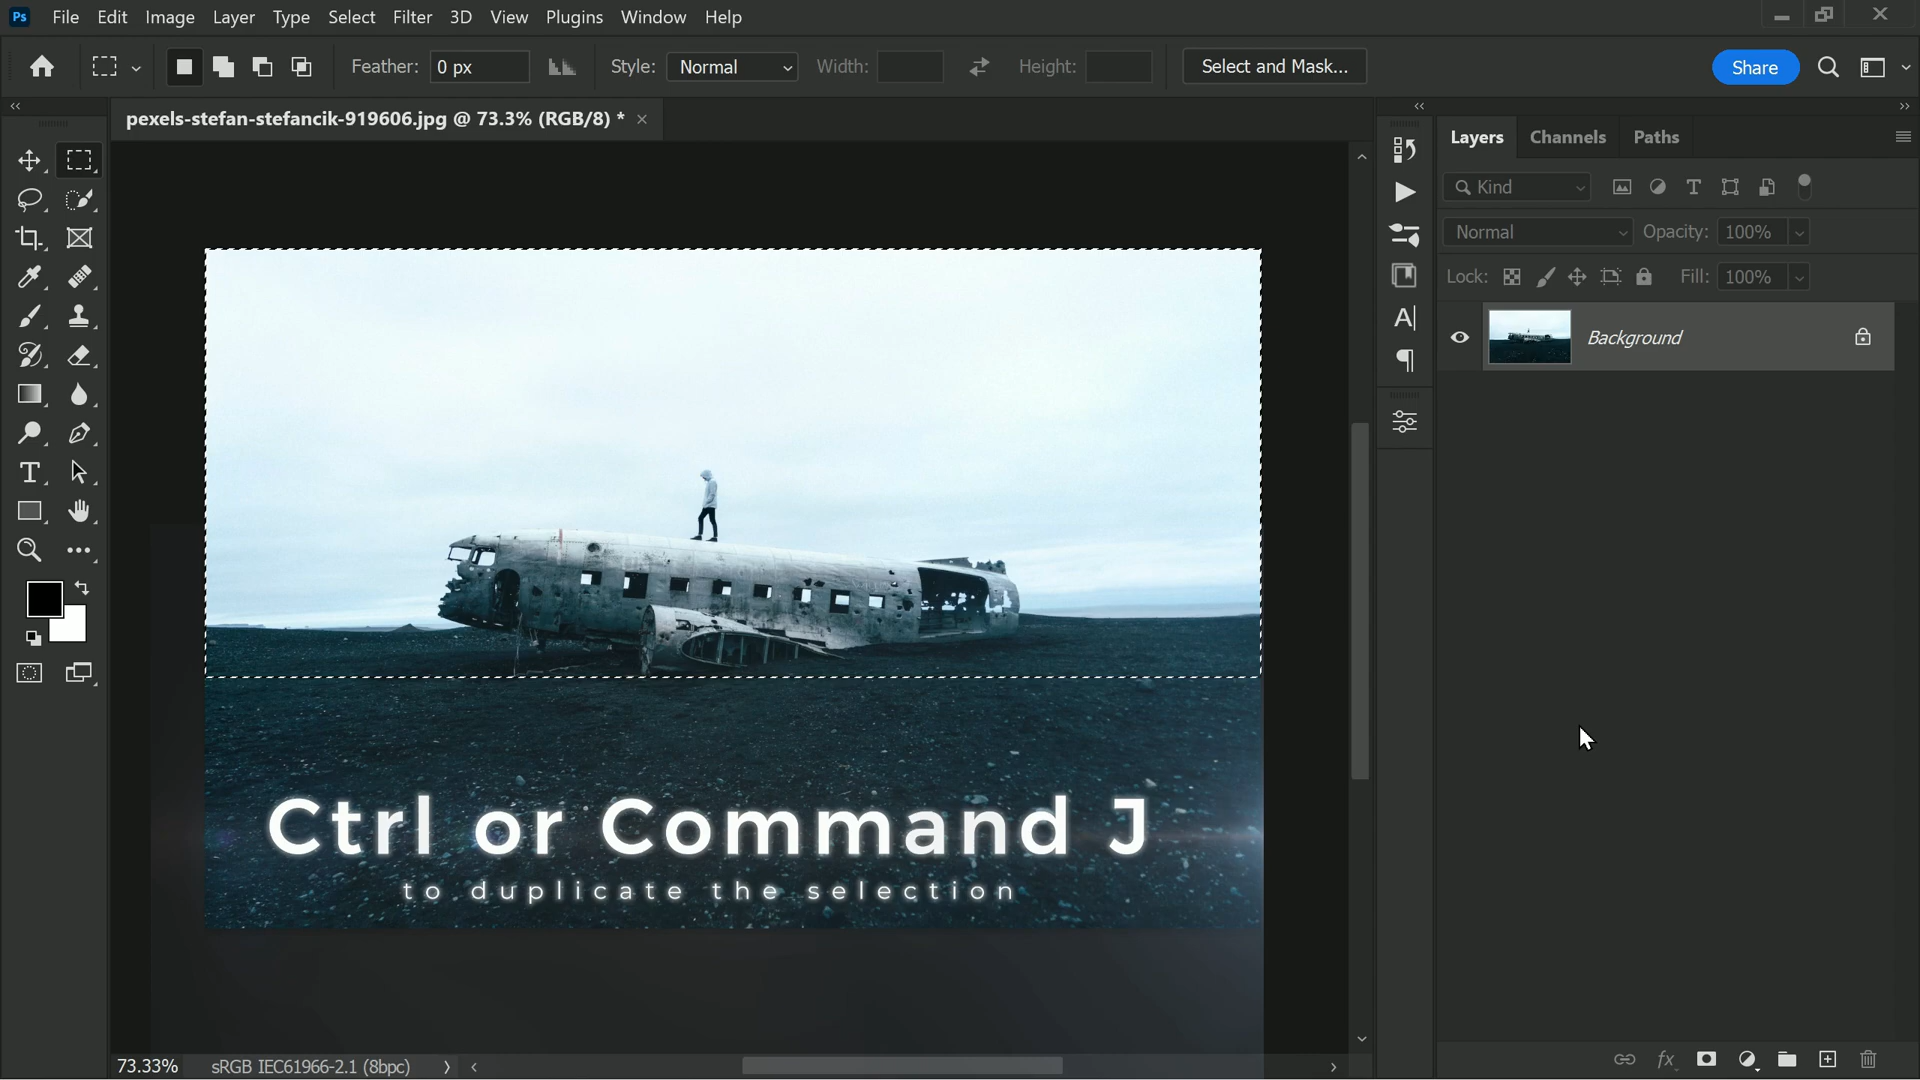 Ps File Edit Image Layer Type Select Filter 3D View Plugins Window Help
Feather: 0 px Style: Normal Width: Height: Select and Mask... Share
pexels-stefan-stefancik-919606.jpg @ 73.3% (RGB/8) *
Layers Channels Paths
Kind
Normal Opacity: 100%
Lock: Fill: 100%
Background
Ctrl or Command J
to duplicate the selection
73.33% sRGB IEC61966-2.1 (8bpc)